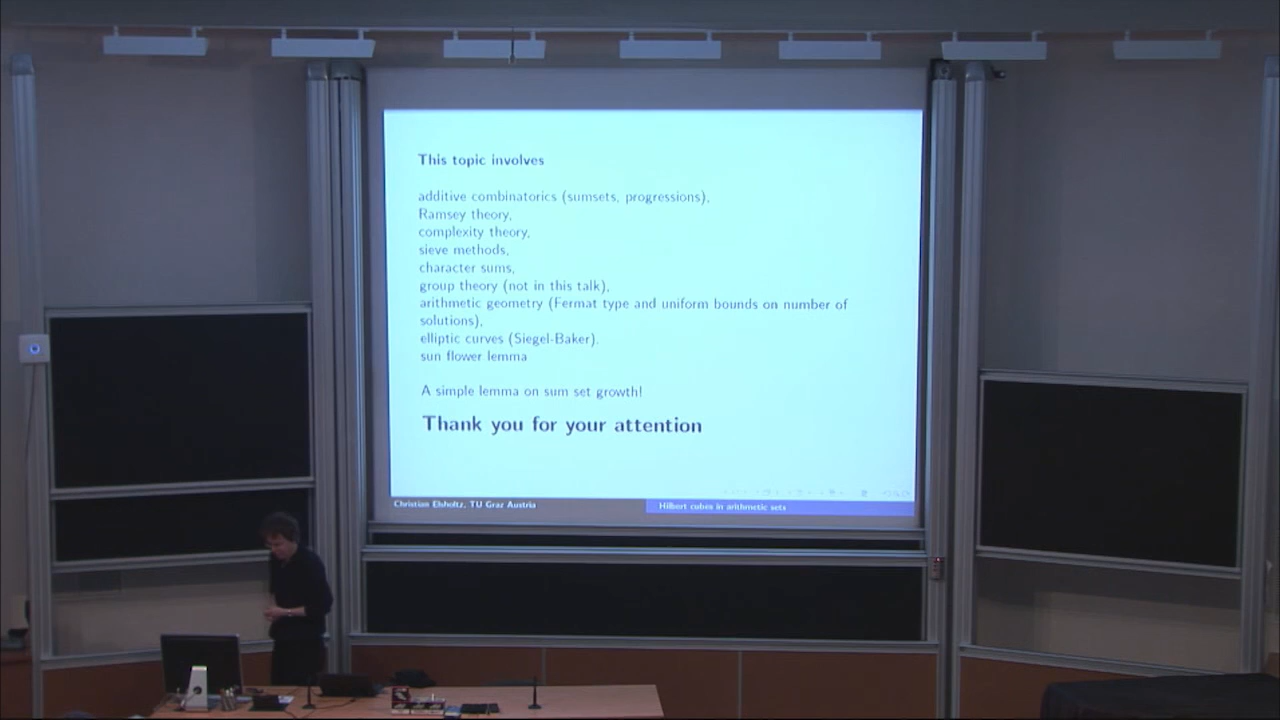 This topic involves
additive combinatorics (sumsets, progressions),
Ramsey theory,
complexity theory,
sieve methods,
character sums,
group theory (not in this talk),
arithmetic geometry (Fermat type and uniform bounds on number of
solutions),
elliptic curves (Siegel-Baker).
sun flower lemma
A simple lemma on sum set growth!
Thank you for your attention
Christian Elsholtz, TU Graz Austria
Hilbert cubes in arithmetic sets